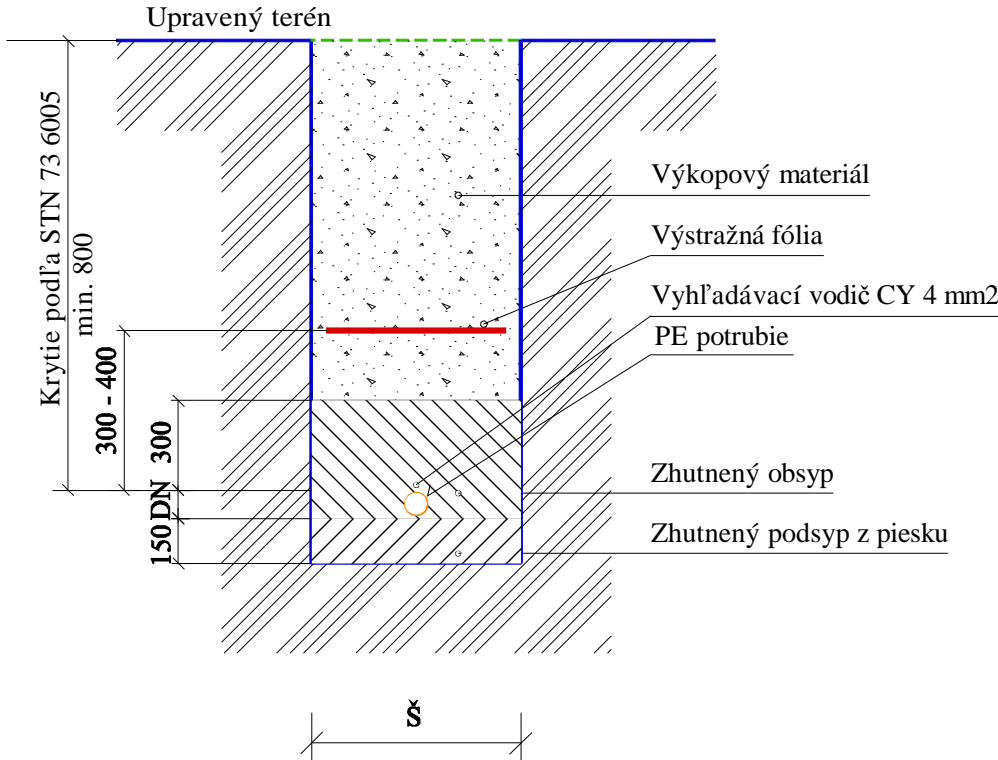 Upravený terén
Krytie podľa STN 73 6005
min. 800
300 - 400
300
DN
150
Výkopový materiál
Výstražná fólia
Vyhľadávací vodič CY 4 mm2
PE potrubie
Zhutnený obsyp
Zhutnený podsyp z piesku
Š